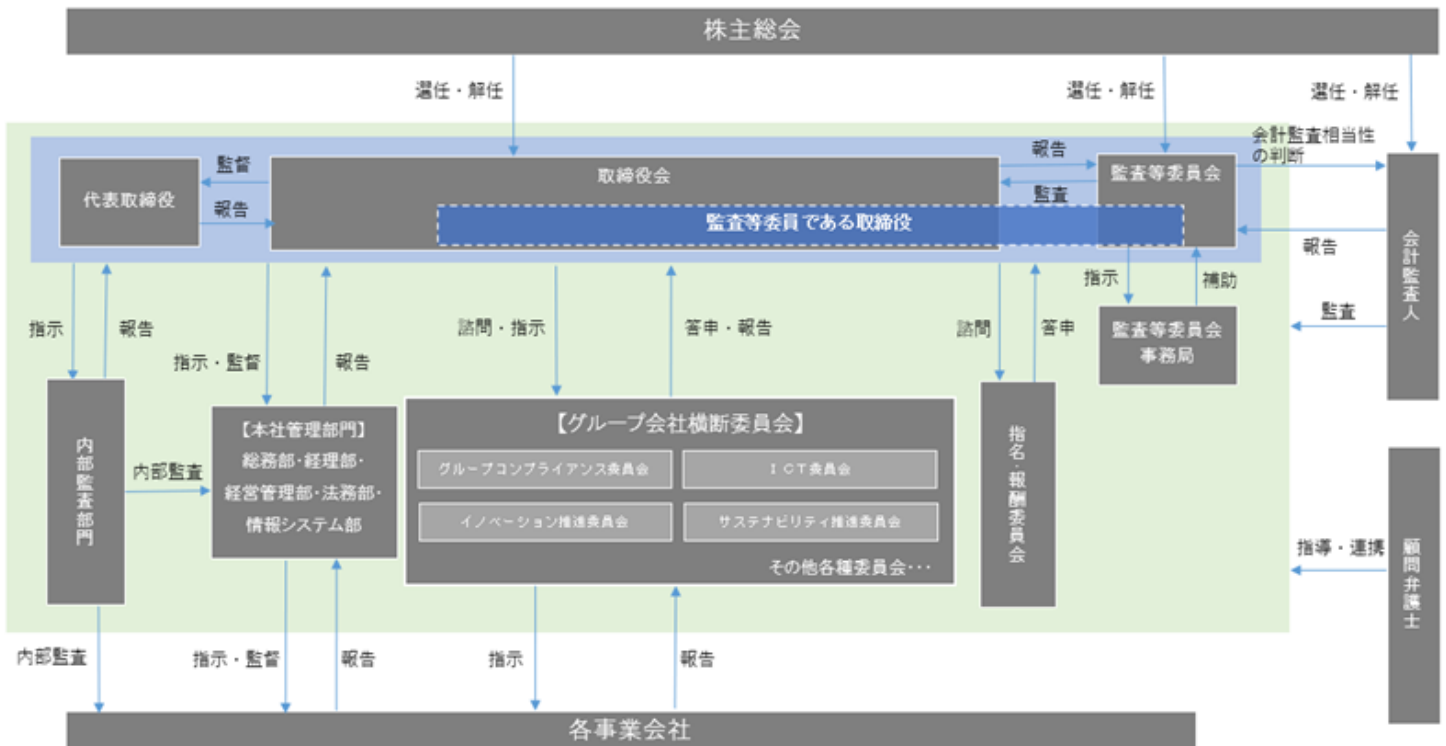 株主総会
選任・解任
選任・解任
選任・解任
会計監査相当性
の判断
代表取締役
監督
報告
取締役会
報告
監査
監査等委員会
監査等委員である取締役
会計監査人
報告
監査
指示
補助
監査等委員会
事務局
指示
報告
指示・監督
報告
諮問・指示
答申・報告
諮問
答申
内部監査部門
内部監査
【本社管理部門】
総務部・経理部・
経営管理部・法務部・
情報システム部
【グループ会社横断委員会】
グループコンプライアンス委員会
ICT委員会
イノベーション推進委員会
サステナビリティ推進委員会
その他各種委員会・・・
指名・報酬委員会
指導・連携
顧問弁護士
内部監査
指示・監督
報告
指示
報告
各事業会社